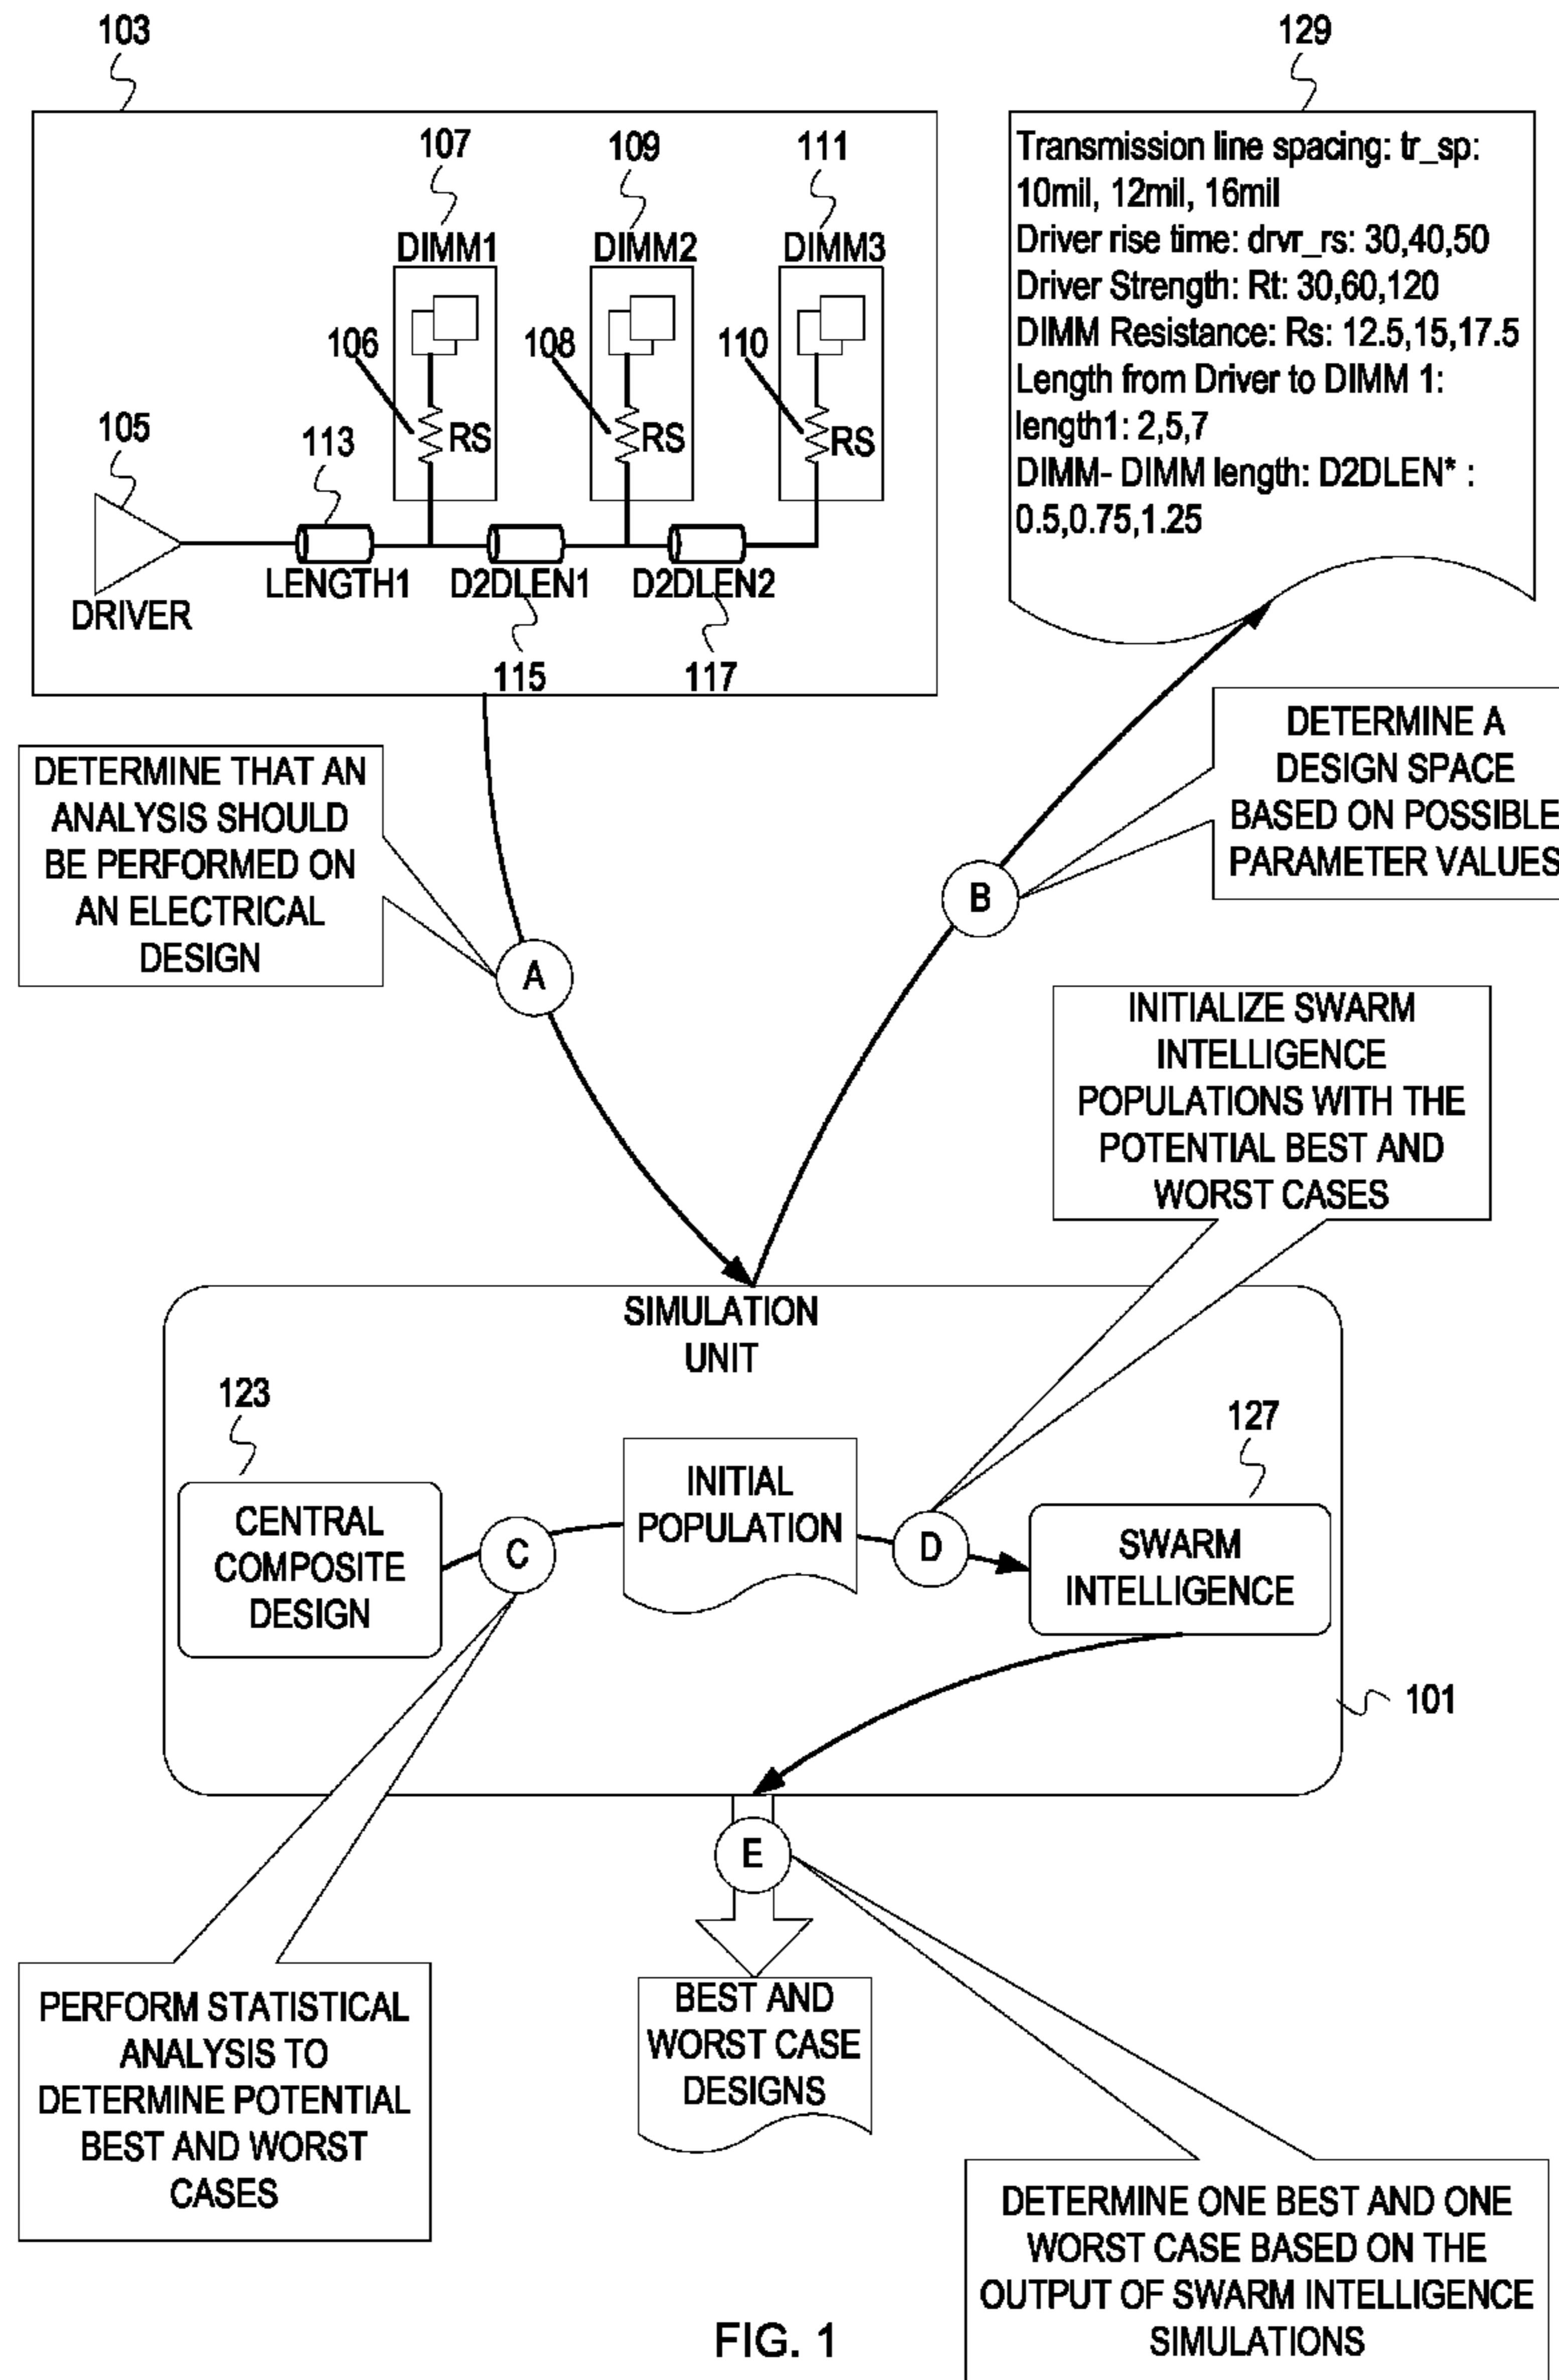 103
129
107
109
111
DIMM1
DIMM2
DIMM3
106
108
110
RS
RS
RS
105
113
DRIVER
LENGTH1
D2DLEN1
D2DLEN2
115
117
Transmission line spacing: tr_sp:
10mil, 12mil, 16mil
Driver rise time: drvr_rs: 30,40,50
Driver Strength: Rt: 30,60,120
DIMM Resistance: Rs: 12.5,15,17.5
Length from Driver to DIMM 1:
length1: 2,5,7
DIMM- DIMM length: D2DLEN* :
0.5,0.75,1.25
DETERMINE THAT AN
ANALYSIS SHOULD
BE PERFORMED ON
AN ELECTRICAL
DESIGN
A
DETERMINE A
DESIGN SPACE
BASED ON POSSIBLE
PARAMETER VALUES
B
INITIALIZE SWARM
INTELLIGENCE
POPULATIONS WITH THE
POTENTIAL BEST AND
WORST CASES
SIMULATION
UNIT
123
127
CENTRAL
COMPOSITE
DESIGN
C
INITIAL
POPULATION
D
SWARM
INTELLIGENCE
101
E
PERFORM STATISTICAL
ANALYSIS TO
DETERMINE POTENTIAL
BEST AND WORST
CASES
BEST AND
WORST CASE
DESIGNS
DETERMINE ONE BEST AND ONE
WORST CASE BASED ON THE
OUTPUT OF SWARM INTELLIGENCE
SIMULATIONS
FIG. 1